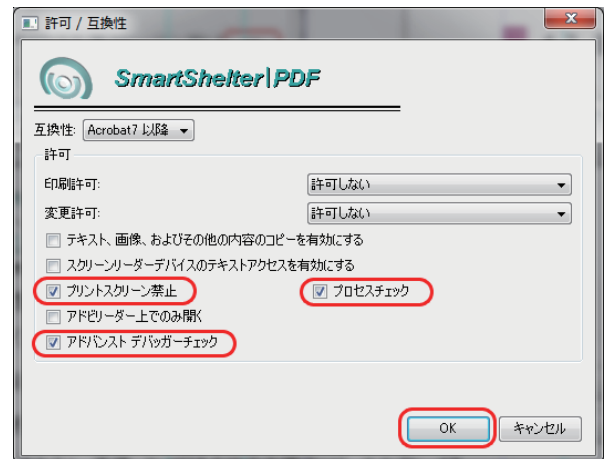 許可 / 互換性
SmartShelter|PDF
互換性: Acrobat7 以降
許可
印刷許可: 許可しない
変更許可: 許可しない
テキスト、画像、およびその他の内容のコピーを有効にする
スクリーンリーダーデバイスのテキストアクセスを有効にする
プリントスクリーン禁止 プロセスチェック
アドビリーダー上でのみ開く
アドバンスト デバッガーチェック
OK キャンセル